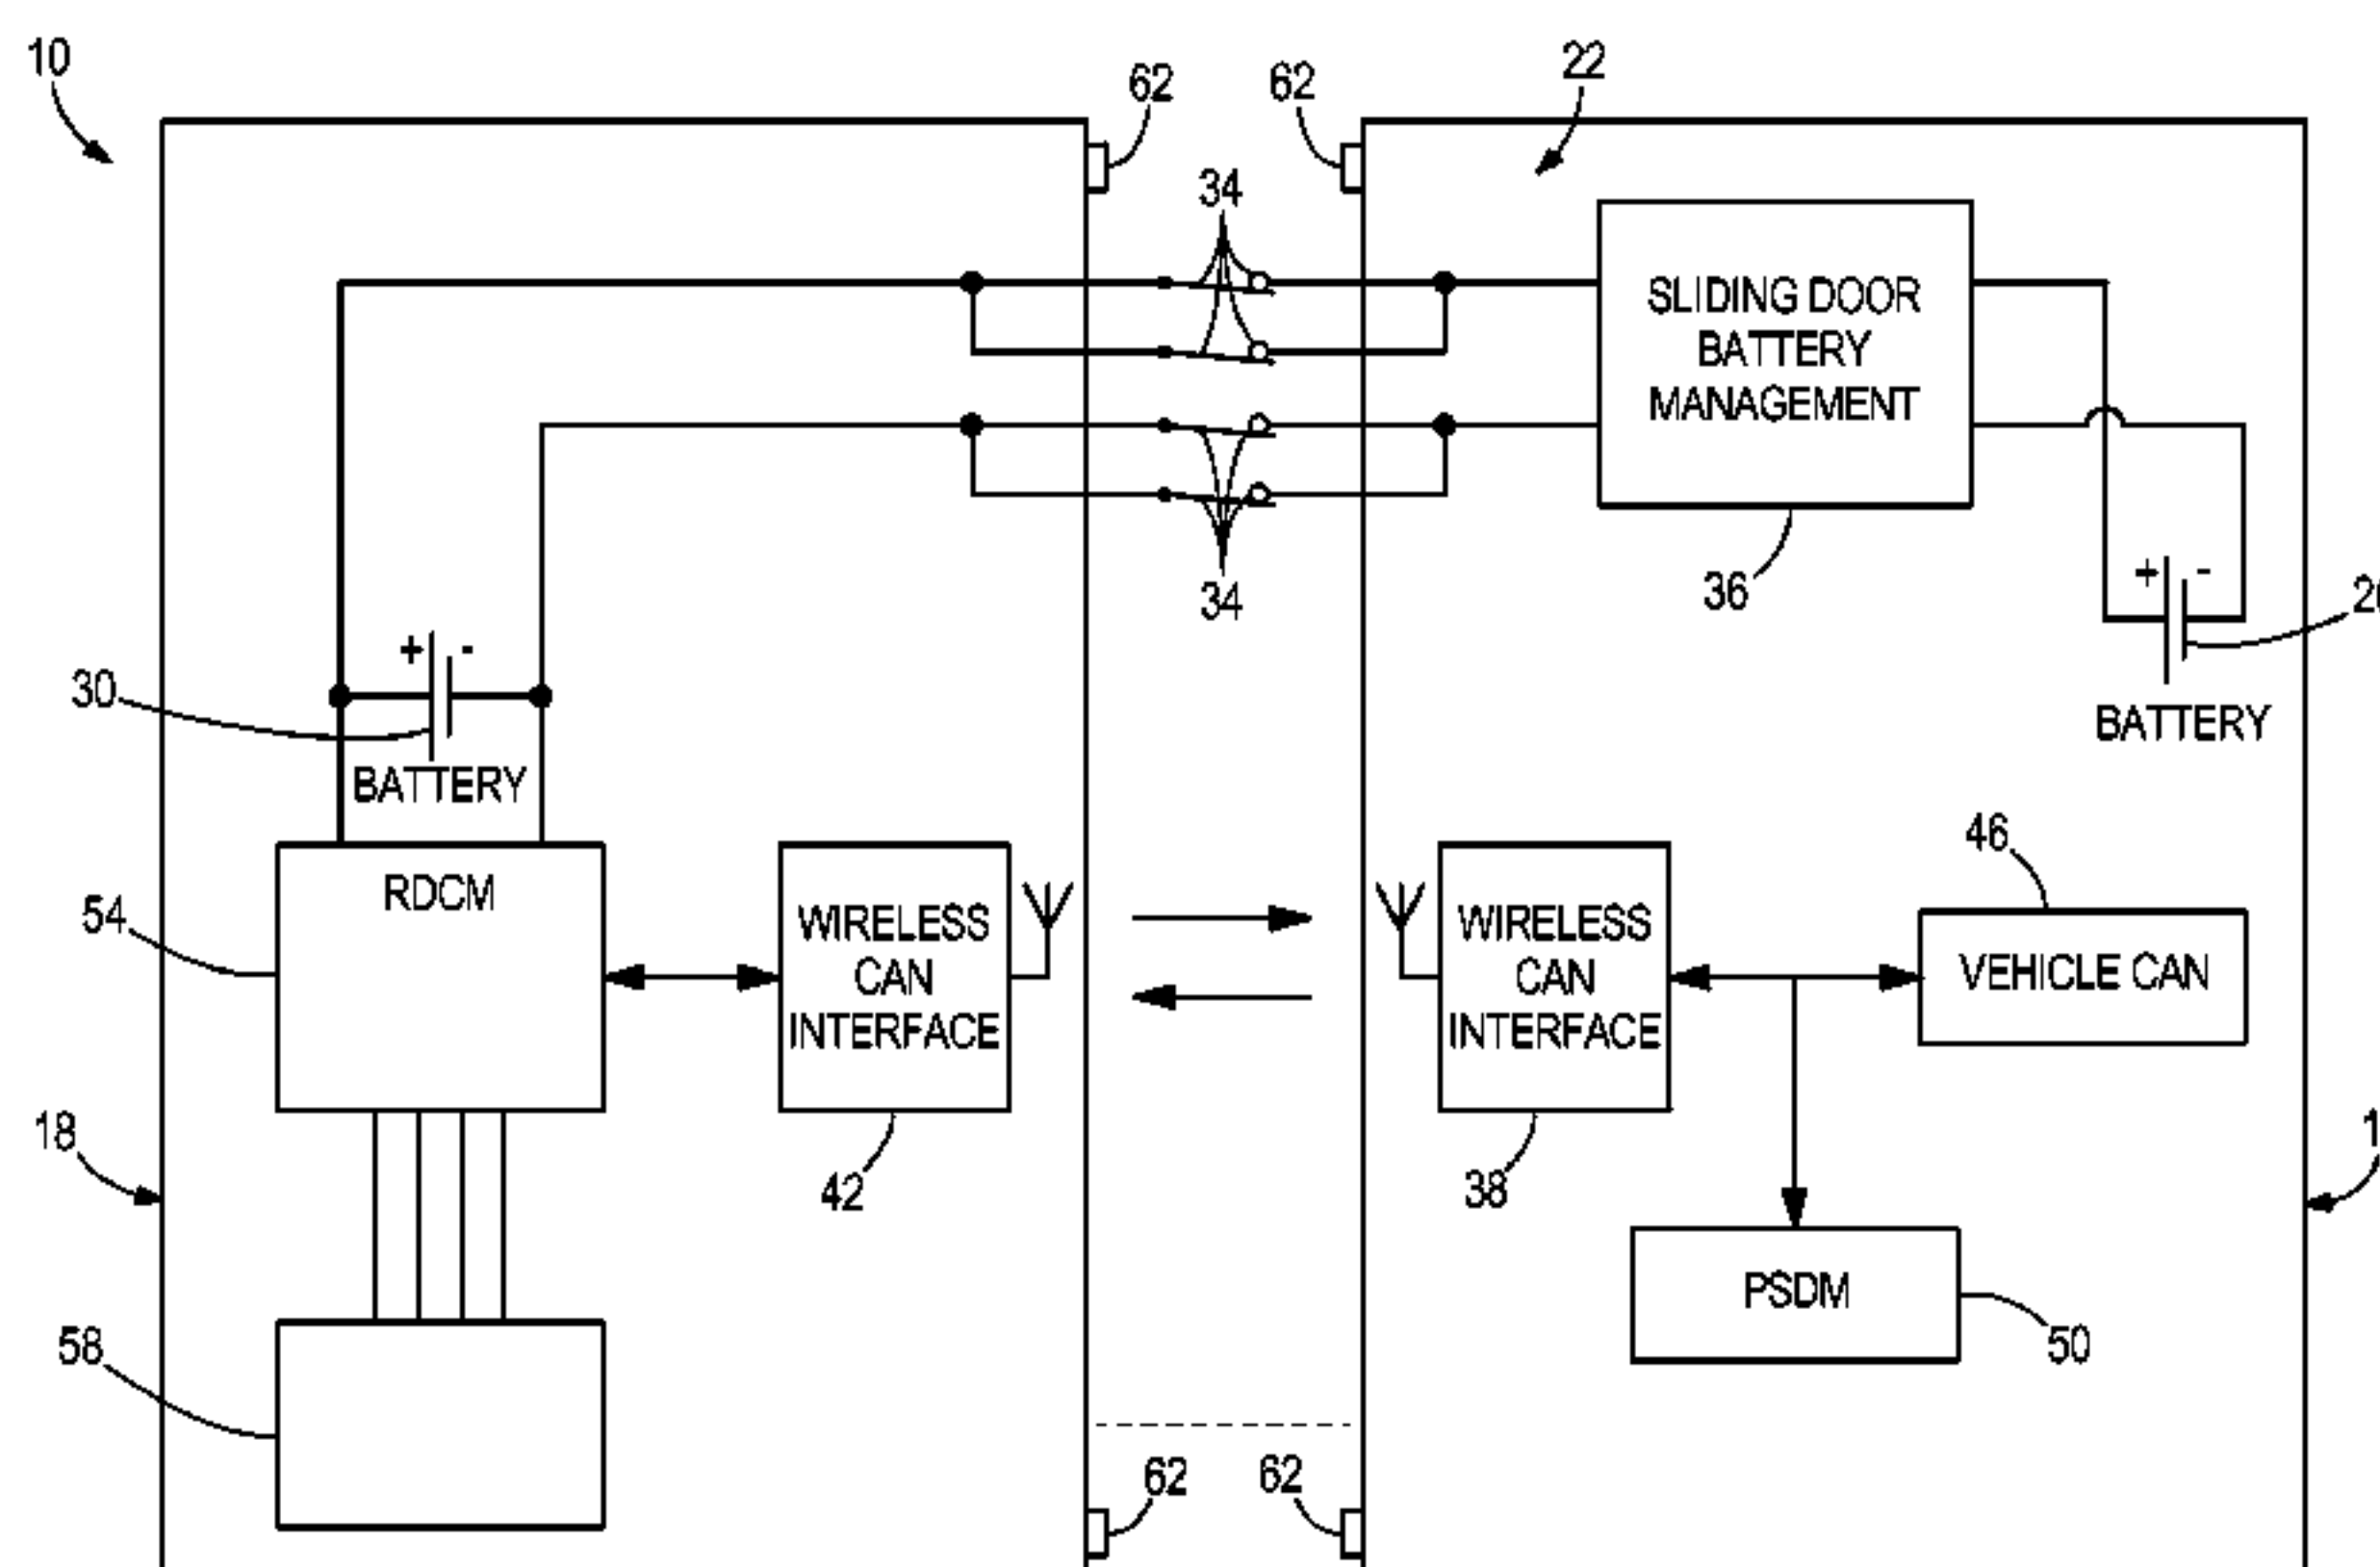 10
62
62
22
34
SLIDING DOOR
BATTERY
MANAGEMENT
34
36
+ -
+ -
30
BATTERY
BATTERY
46
RDCM
54
WIRELESS
CAN
INTERFACE
WIRELESS
CAN
INTERFACE
VEHICLE CAN
18
42
38
PSDM
58
50
62
62